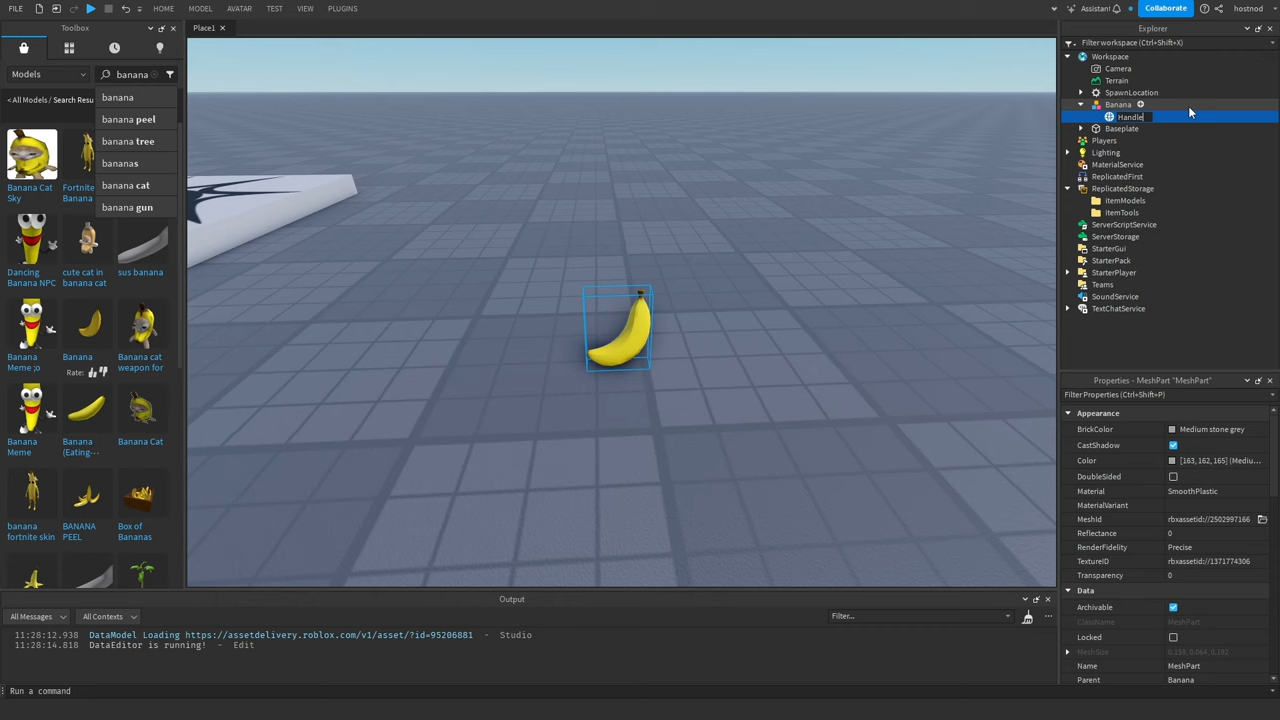 FILE HOME MODEL AVATAR TEST VIEW PLUGINS Assistant Collaborate hostnod
Toolbox
Place1
Explorer
Models
banana
Filter workspace (Ctrl+Shift+X)
< All Models / Search Resu
banana
banana peel
banana tree
bananas
banana cat
banana gun
Banana Cat Sky
Fortnite Banana
Dancing Banana NPC
cute cat in banana cat
sus banana
Banana Meme ;o
Banana
Rate:
Banana cat weapon for
Banana Meme
Banana (Eating-···
Banana Cat
banana fortnite skin
BANANA PEEL
Box of Bananas
Workspace
Camera
Terrain
SpawnLocation
Banana
Handle
Baseplate
Players
Lighting
MaterialService
ReplicatedFirst
ReplicatedStorage
itemModels
itemTools
ServerScriptService
ServerStorage
StarterGui
StarterPack
StarterPlayer
Teams
SoundService
TextChatService
Properties - MeshPart "MeshPart"
Filter Properties (Ctrl+Shift+P)
Appearance
BrickColor Medium stone grey
CastShadow
Color [163, 162, 165] (Mediu...
DoubleSided
Material SmoothPlastic
MaterialVariant
MeshId rbxassetid://2502997166
Reflectance 0
RenderFidelity Precise
TextureID rbxassetid://1371774306
Transparency 0
Data
Archivable
ClassName MeshPart
Locked
MeshSize 0.159, 0.064, 0.192
Name MeshPart
Parent Banana
Output
All Messages All Contexts Filter...
11:28:12.938 DataModel Loading https://assetdelivery.roblox.com/v1/asset/?id=95206881 - Studio
11:28:14.818 DataEditor is running! - Edit
Run a command